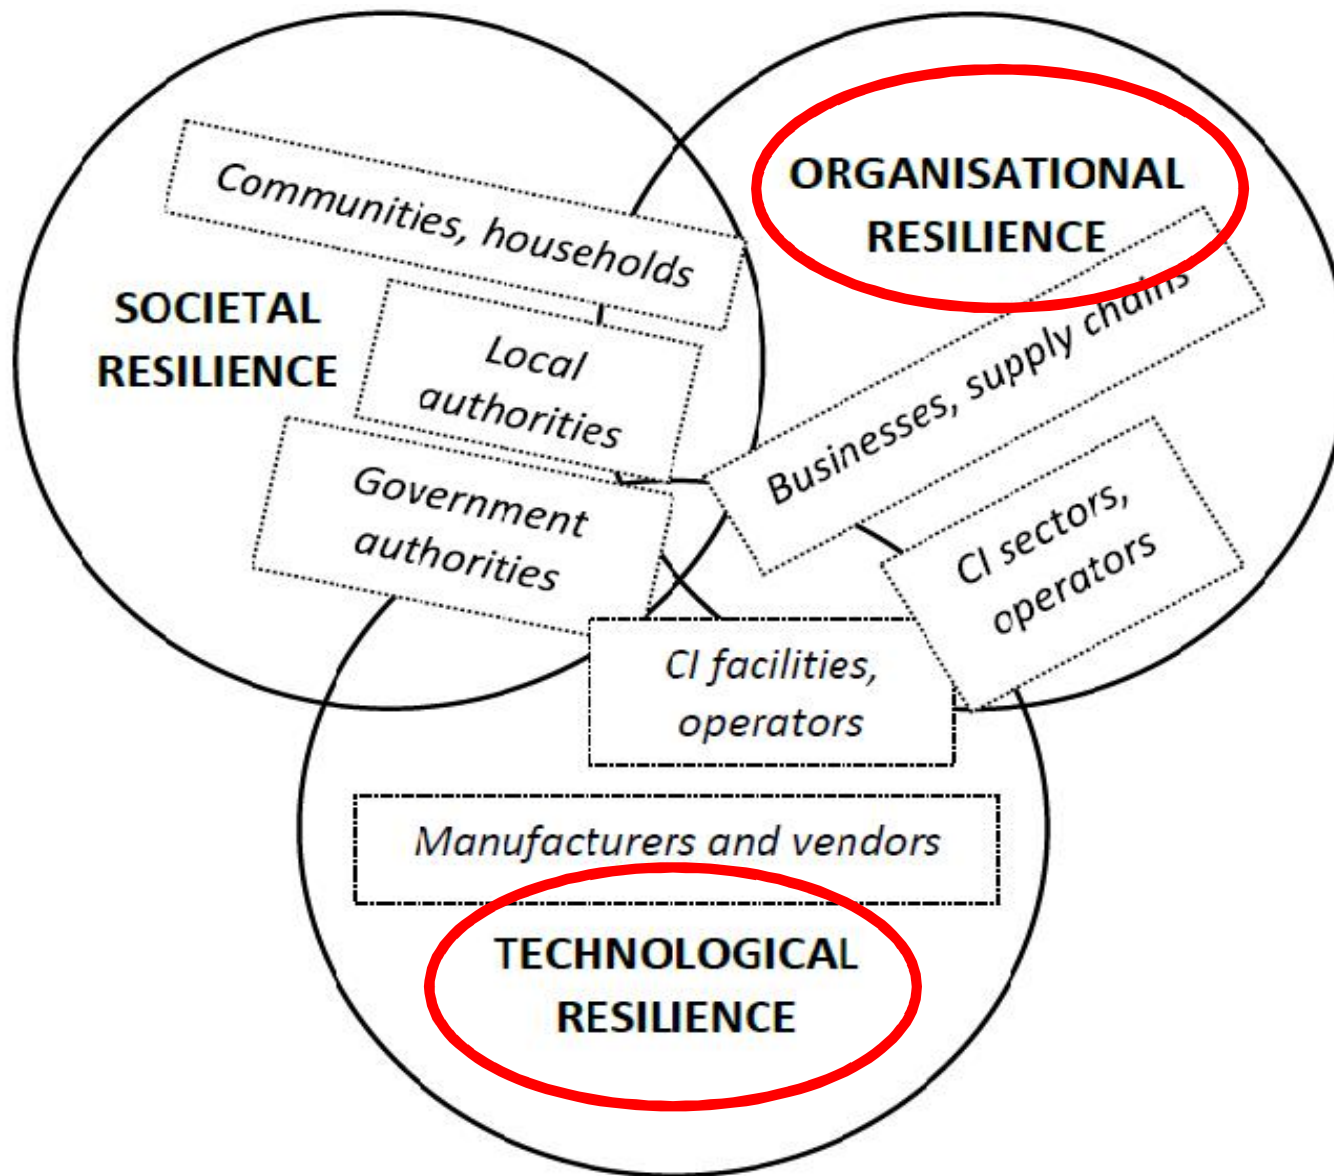 ORGANISATIONAL
RESILIENCE
Communities, households
SOCIETAL
RESILIENCE
Local
authorities
Businesses, supply chains
Government
authorities
CI sectors,
operators
CI facilities,
operators
Manufacturers and vendors
TECHNOLOGICAL
RESILIENCE